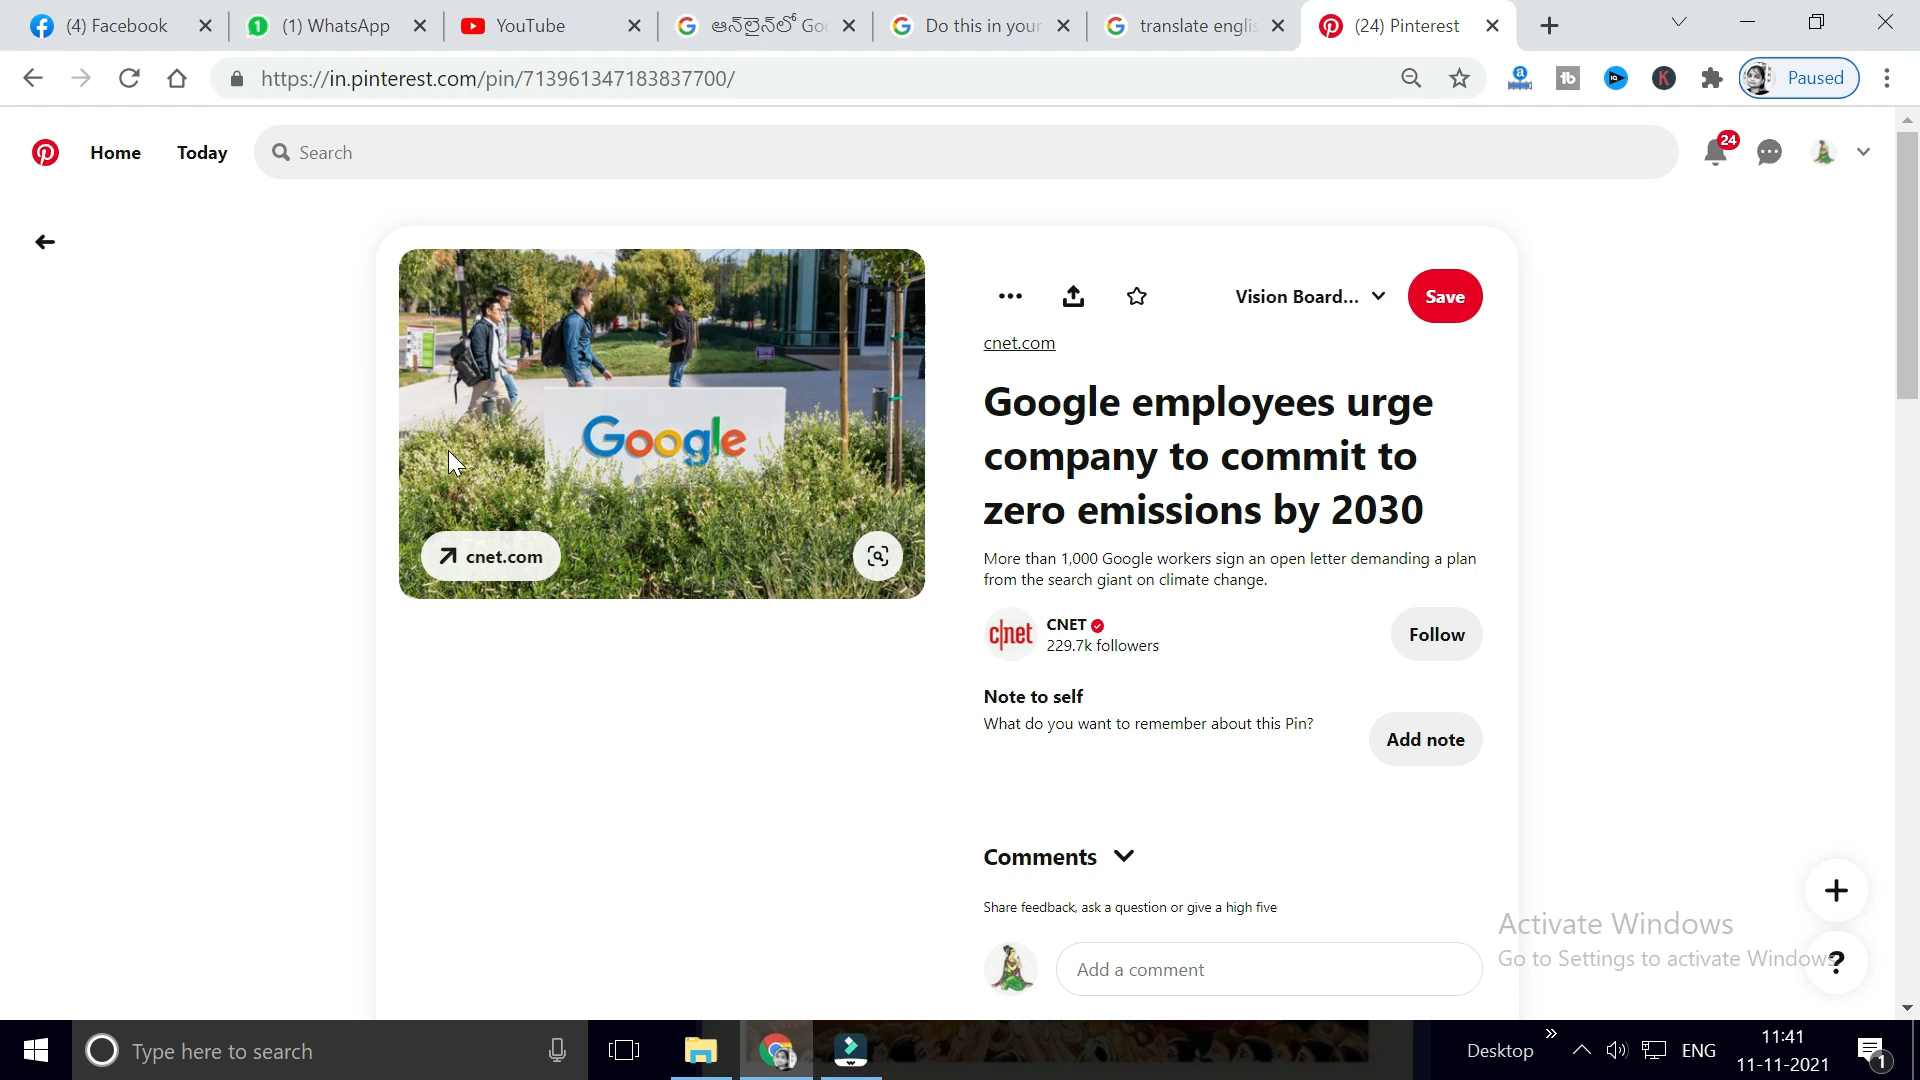 (4) Facebook
(1) WhatsApp
YouTube
ఆన్‌లైన్‌లో Goo
Do this in your
translate englis
(24) Pinterest
https://in.pinterest.com/pin/713961347183837700/
Paused
Home
Today
Search
24
Vision Board...
Save
cnet.com
Google employees urge
company to commit to
zero emissions by 2030
Google
cnet.com
More than 1,000 Google workers sign an open letter demanding a plan
from the search giant on climate change.
c|net
CNET
229.7k followers
Follow
Note to self
What do you want to remember about this Pin?
Add note
Comments
Share feedback, ask a question or give a high five
Add a comment
Activate Windows
Go to Settings to activate Windows
?
Type here to search
Desktop
ENG
11:41
11-11-2021
1